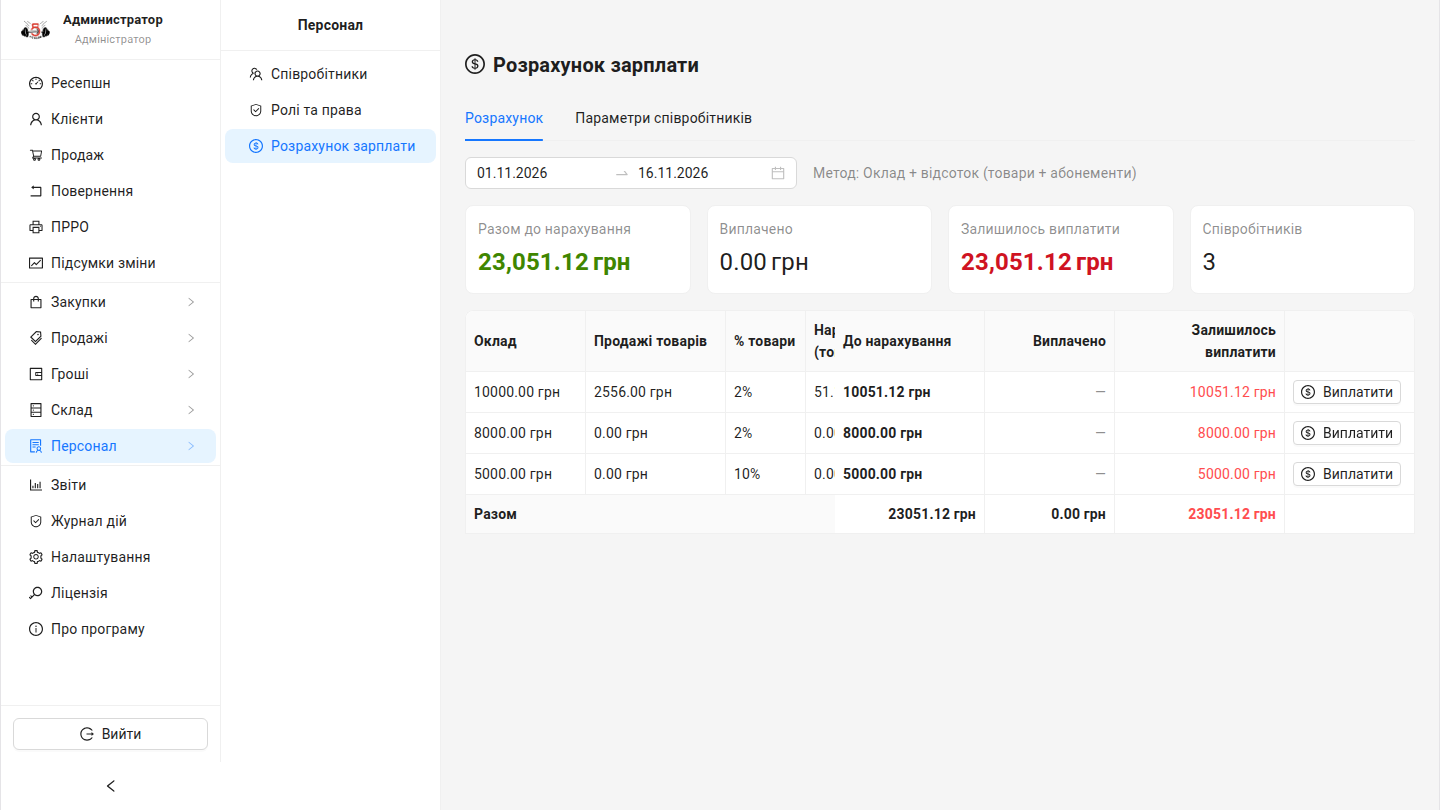 Администратор
Адміністратор
Ресепшн
Клієнти
Продаж
Повернення
ПРРО
Підсумки зміни
Закупки
Продажі
Гроші
Склад
Персонал
Звіти
Журнал дій
Налаштування
Ліцензія
Про програму
Вийти
Персонал
Співробітники
Ролі та права
Розрахунок зарплати
Розрахунок зарплати
Розрахунок Параметри співробітників
01.11.2026 16.11.2026 Метод: Оклад + відсоток (товари + абонементи)
Разом до нарахування Виплачено Залишилось виплатити Співробітників
23,051.12 грн 0.00 грн 23,051.12 грн 3
Оклад Продажі товарів % товари До нарахування Виплачено Залишилось виплатити
10000.00 грн 2556.00 грн 2% 51. 10051.12 грн — 10051.12 грн Виплатити
8000.00 грн 0.00 грн 2% 0.0 8000.00 грн — 8000.00 грн Виплатити
5000.00 грн 0.00 грн 10% 0.0 5000.00 грн — 5000.00 грн Виплатити
Разом 23051.12 грн 0.00 грн 23051.12 грн